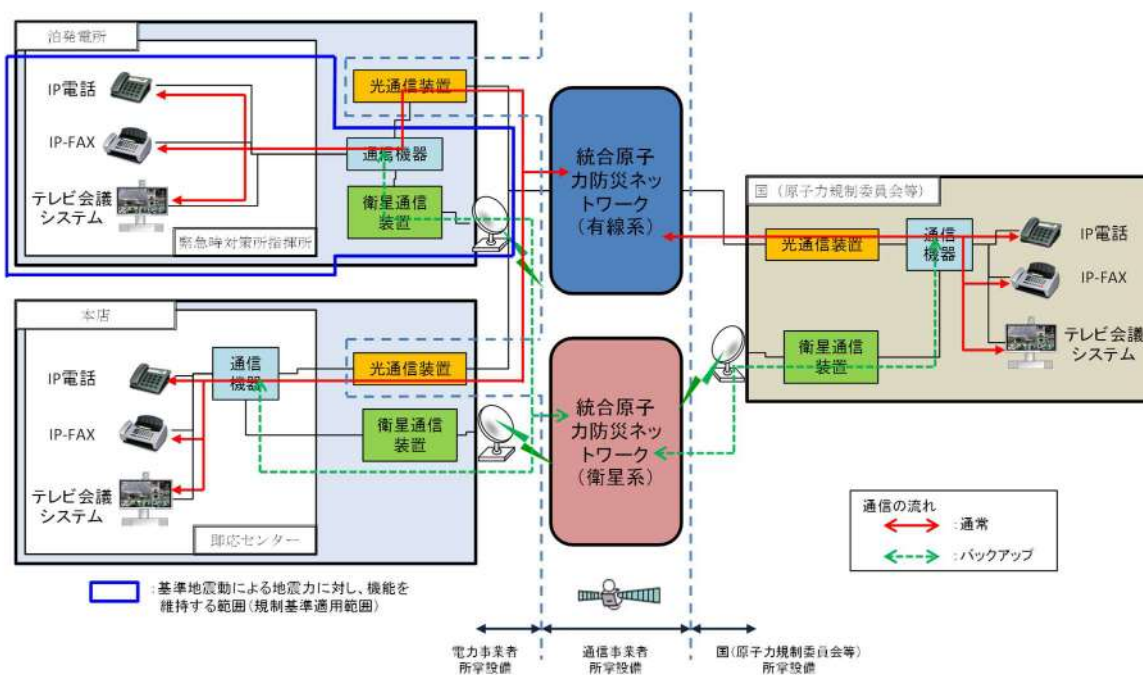 泊発電所
IP電話
IP-FAX
テレビ会議
システム
緊急時対策所指揮所
光通信装置
通信機器
衛星通信
装置
本店
IP電話
IP-FAX
テレビ会議
システム
即応センター
通信
機器
光通信装置
衛星通信
装置
統合原子
力防災ネッ
トワーク
(有線系)
統合原子
力防災ネッ
トワーク
(衛星系)
国(原子力規制委員会等)
光通信装置
通信
機器
衛星通信
装置
IP電話
IP-FAX
テレビ会議
システム
通信の流れ
:通常
:バックアップ
:基準地震動による地震力に対し、機能を
維持する範囲(規制基準適用範囲)
電力事業者
所掌設備
通信事業者
所掌設備
国(原子力規制委員会等)
所掌設備